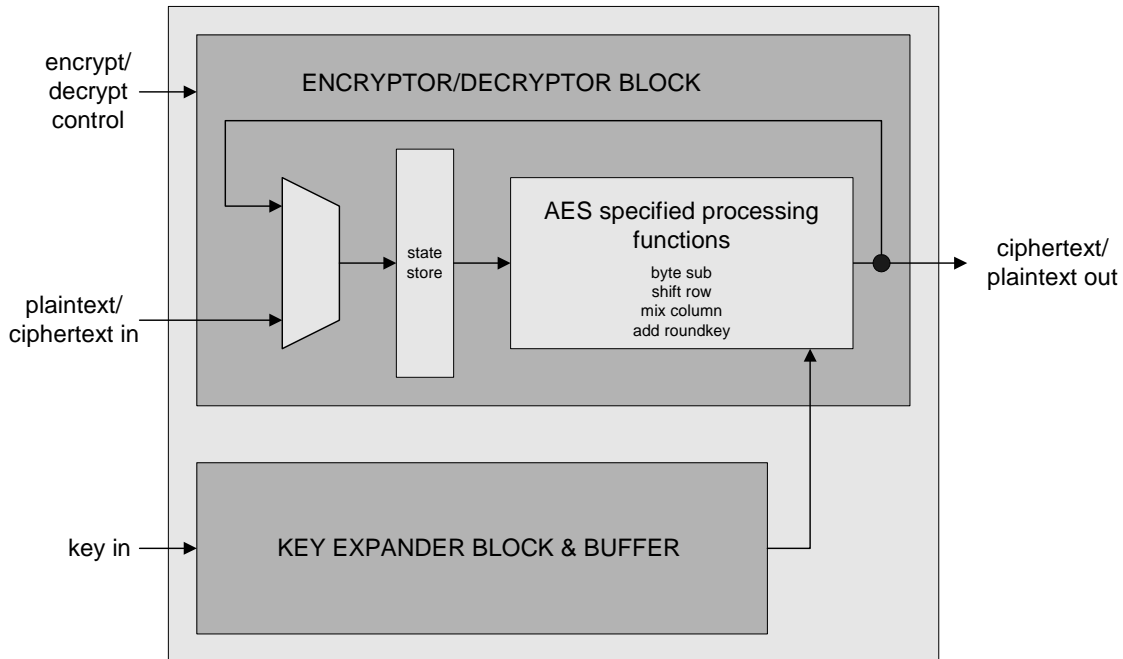 encrypt/
decrypt
control
ENCRYPTOR/DECRYPTOR BLOCK
state
store
AES specified processing
functions
byte sub
shift row
mix column
add roundkey
ciphertext/
plaintext out
plaintext/
ciphertext in
key in
KEY EXPANDER BLOCK & BUFFER